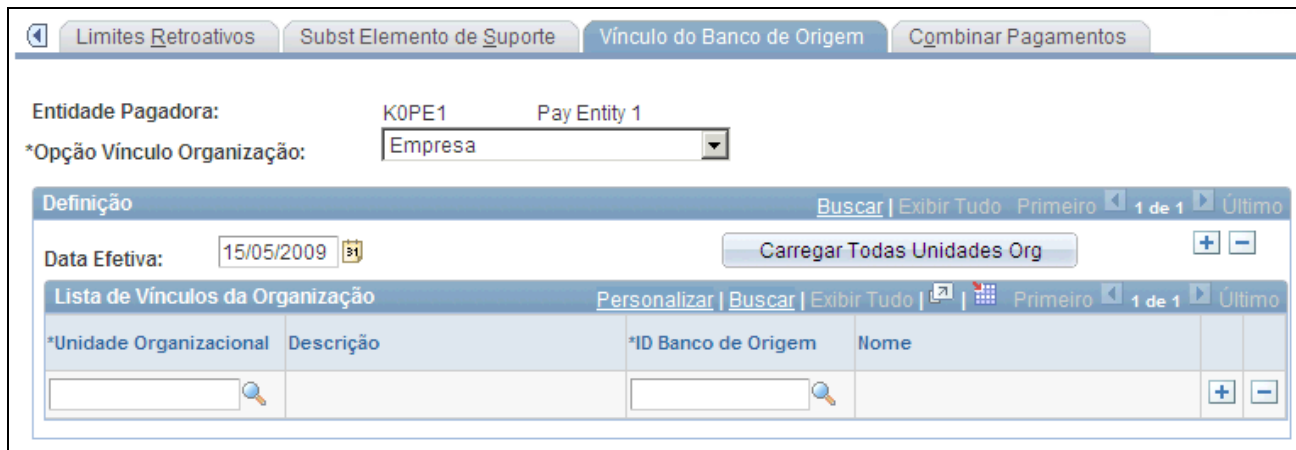 Limites Retroativos Subst Elemento de Suporte Vínculo do Banco de Origem Combinar Pagamentos
Entidade Pagadora: K0PE1 Pay Entity 1
*Opção Vínculo Organização: Empresa
Definição Buscar | Exibir Tudo Primeiro 1 de 1 Último
Data Efetiva: 15/05/2009 31 Carregar Todas Unidades Org
Lista de Vínculos da Organização Personalizar | Buscar | Exibir Tudo | | Primeiro 1 de 1 Último
*Unidade Organizacional Descrição *ID Banco de Origem Nome